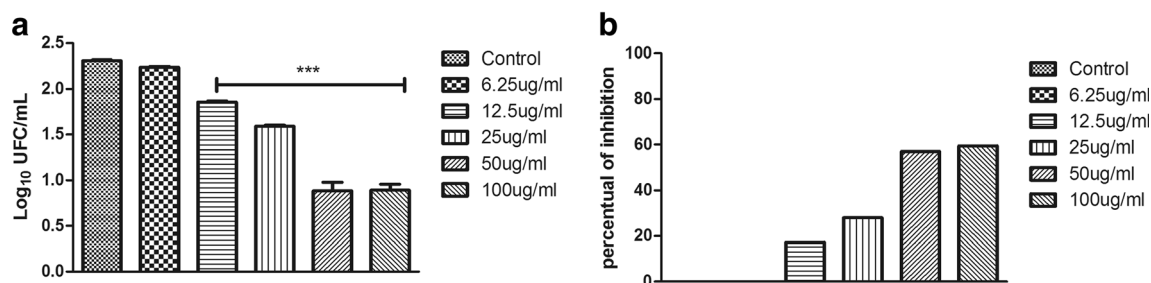 a
Log10 UFC/mL
2.5
2.0
1.5
1.0
0.5
0.0
***
Control
6.25ug/ml
12.5ug/ml
25ug/ml
50ug/ml
100ug/ml
b
percentual of inhibition
100
80
60
40
20
0
Control
6.25ug/ml
12.5ug/ml
25ug/ml
50ug/ml
100ug/ml